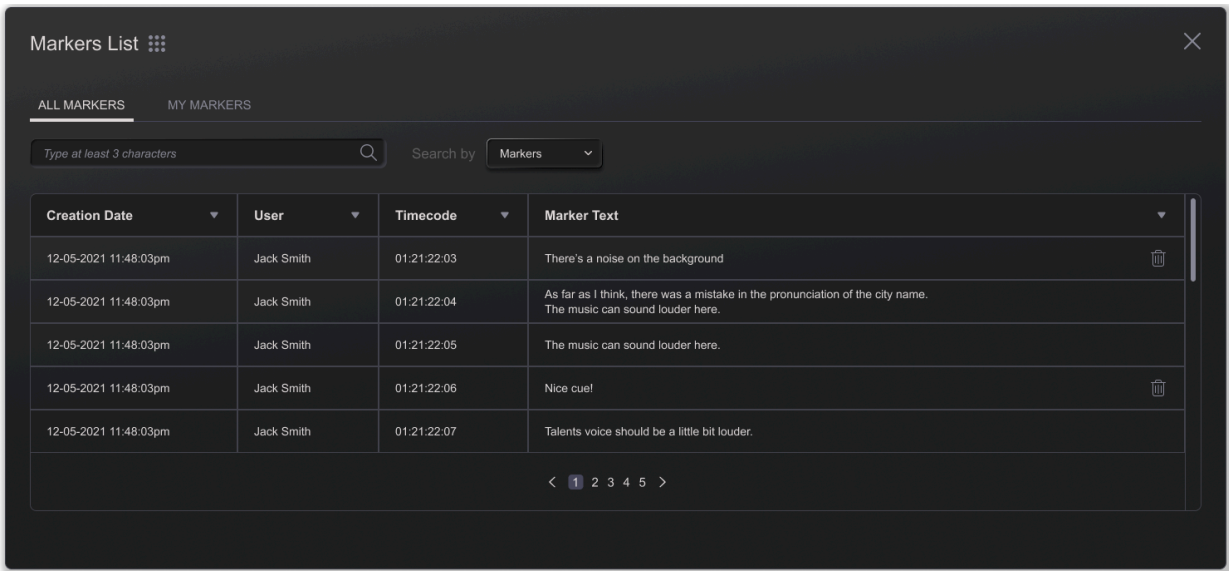 Markers List
ALL MARKERS MY MARKERS
Type at least 3 characters Search by Markers
Creation Date User Timecode Marker Text
12-05-2021 11:48:03pm Jack Smith 01:21:22:03 There's a noise on the background
12-05-2021 11:48:03pm Jack Smith 01:21:22:04 As far as I think, there was a mistake in the pronunciation of the city name.
The music can sound louder here.
12-05-2021 11:48:03pm Jack Smith 01:21:22:05 The music can sound louder here.
12-05-2021 11:48:03pm Jack Smith 01:21:22:06 Nice cue!
12-05-2021 11:48:03pm Jack Smith 01:21:22:07 Talents voice should be a little bit louder.
1 2 3 4 5